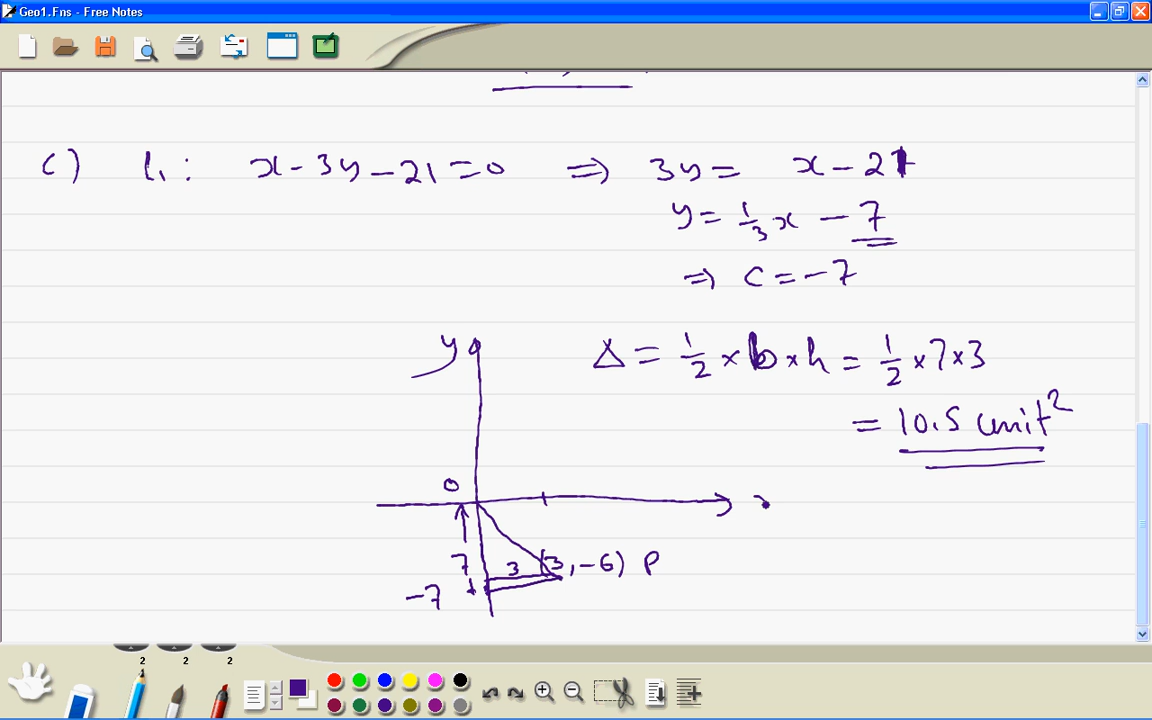 Geo1.Fns - Free Notes
c) l₁: x - 3y - 21 = 0 ⇒ 3y = x - 21
y = 1/3 x - 7
⇒ c = -7
y
Δ = 1/2 × b × h = 1/2 × 7 × 3
= 10.5 unit²
0
7 3 (3, -6) P
-7
2 2 2